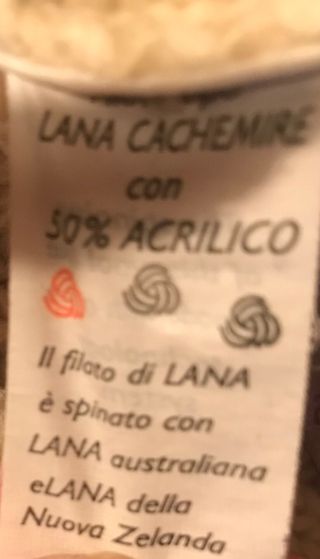 LANA CACHEMIRE
con
50% ACRILICO
Il filato di LANA
è spinato con
LANA australiana
eLANA della
Nuova Zelanda